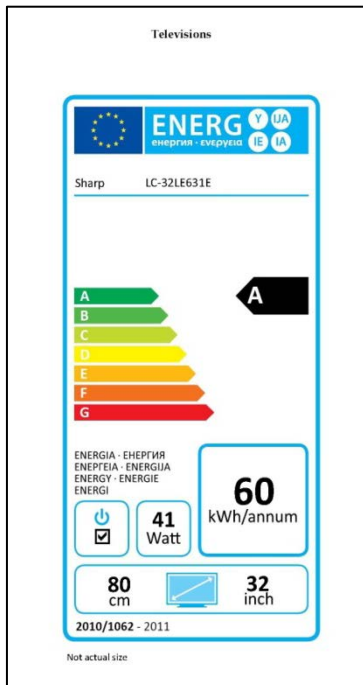 Televisions
ENERG Y IJA
енергия · ενεργεια IE IA
Sharp LC-32LE631E
A
A
B
C
D
E
F
G
ENERGIA · ЕНЕРГИЯ
ΕΝΕΡΓΕΙΑ · ENERGIJA
ENERGY · ENERGIE
ENERGI
60
kWh/annum
41
Watt
80
cm
32
inch
2010/1062 - 2011
Not actual size